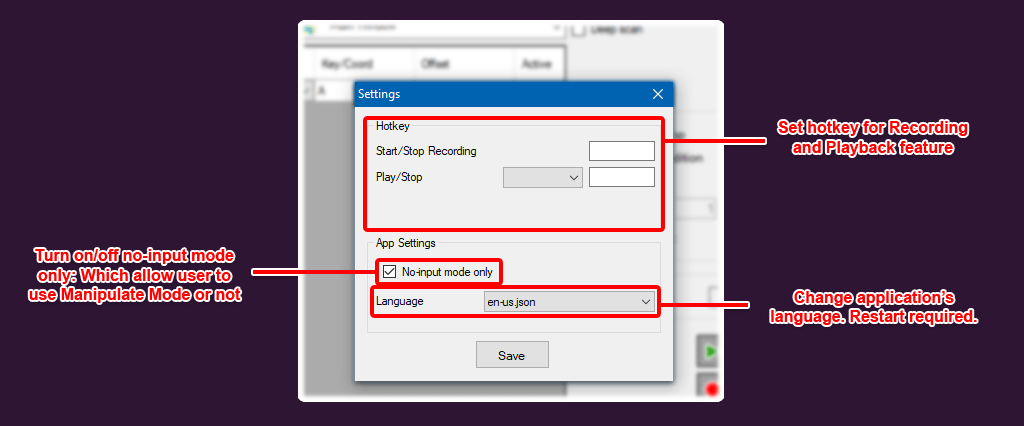 Deep scan
Key/Coord Offset Active
A
Settings
Hotkey
Start/Stop Recording
Play/Stop
Set hotkey for Recording
and Playback feature
App Settings
No-input mode only
Turn on/off no-input mode
only: Which allow user to
use Manipulate Mode or not
Language en-us.json
Change application's
language. Restart required.
Save